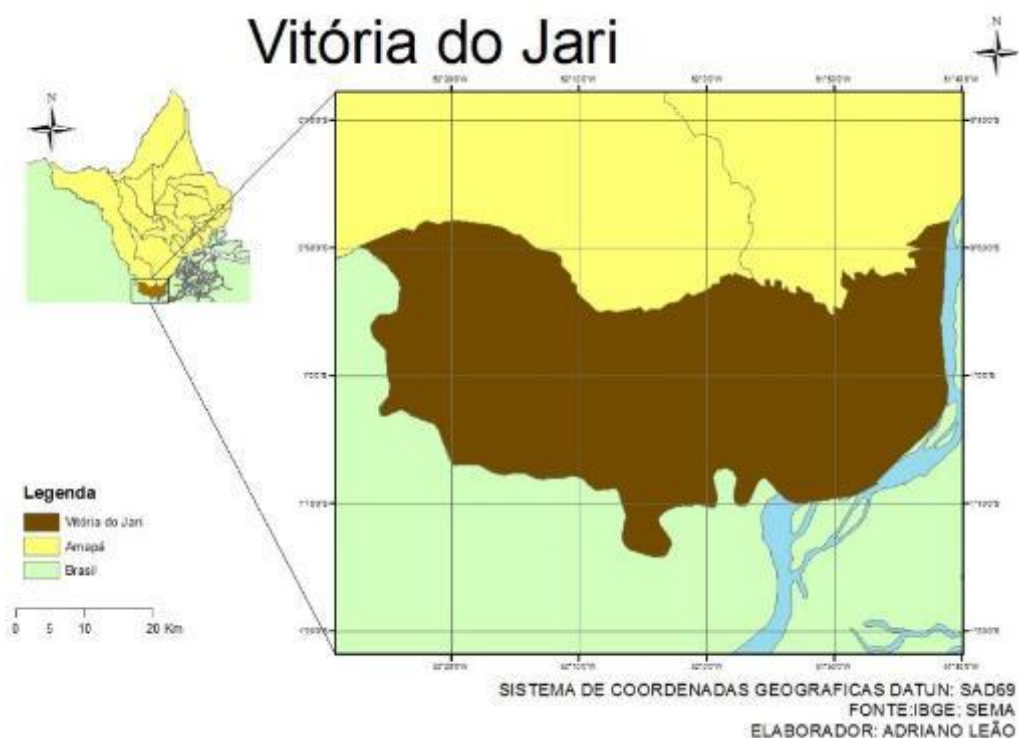 Vitória do Jari
N
N
Legenda
Vitória do Jari
Amapá
Brasil
0 5 10 20 Km
SISTEMA DE COORDENADAS GEOGRAFICAS DATUN: SAD69
FONTE:IBGE; SEMA
ELABORADOR: ADRIANO LEÃO